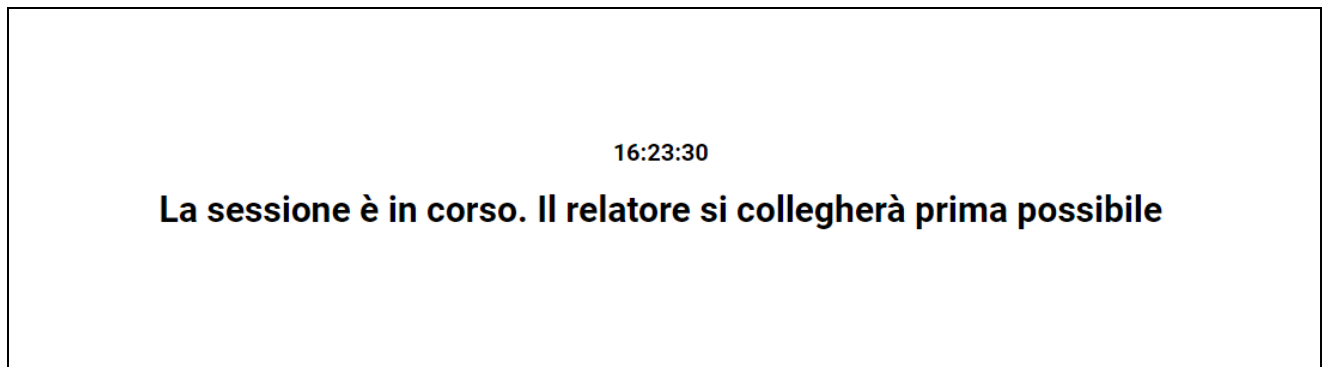 16:23:30
La sessione è in corso. Il relatore si collegherà prima possibile